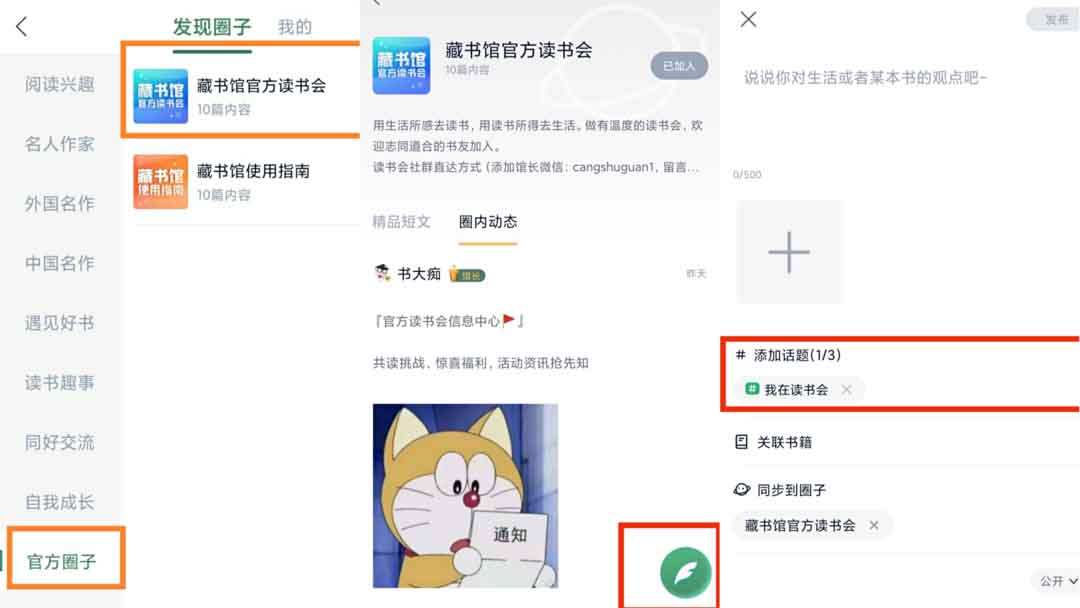 发现圈子
我的
阅读兴趣
名人作家
外国名作
中国名作
遇见好书
读书趣事
同好交流
自我成长
官方圈子
藏书馆
官方读书会
藏书馆官方读书会
10篇内容
藏书馆
使用指南
藏书馆使用指南
10篇内容
藏书馆
官方读书会
藏书馆官方读书会
10篇内容
已加入
用生活所感去读书，用读书所得去生活。做有温度的读书会，欢
迎志同道合的书友加入。
读书会社群直达方式（添加馆长微信：cangshuguan1，留言...
精品短文
圈内动态
书大痴
馆长
昨天
『官方读书会信息中心🚩』
共读挑战、惊喜福利，活动资讯抢先知
通知
发布
说说你对生活或者某本书的观点吧~
0/500
# 添加话题(1/3)
# 我在读书会
关联书籍
同步到圈子
藏书馆官方读书会
公开